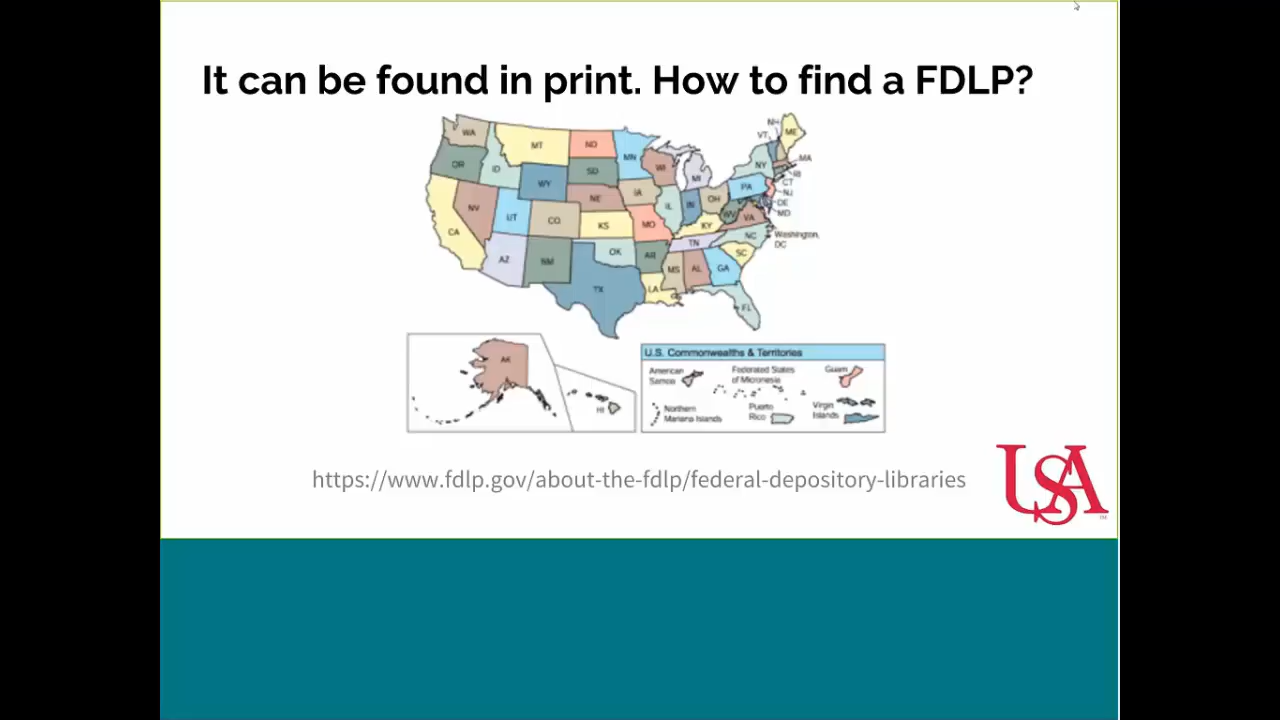 It can be found in print. How to find a FDLP?
WA
MT
ND
MN
WI
MI
NH
VT
ME
MA
RI
CT
NJ
DE
MD
Washington, DC
OR
ID
WY
SD
IA
NE
NV
UT
CO
KS
MO
IL
IN
OH
PA
NY
WV
VA
KY
NC
TN
SC
CA
AZ
NM
OK
AR
MS
AL
GA
TX
LA
FL
AK
HI
U.S. Commonwealths & Territories
American Samoa
Federated States of Micronesia
Guam
Northern Mariana Islands
Puerto Rico
Virgin Islands
https://www.fdlp.gov/about-the-fdlp/federal-depository-libraries
USA